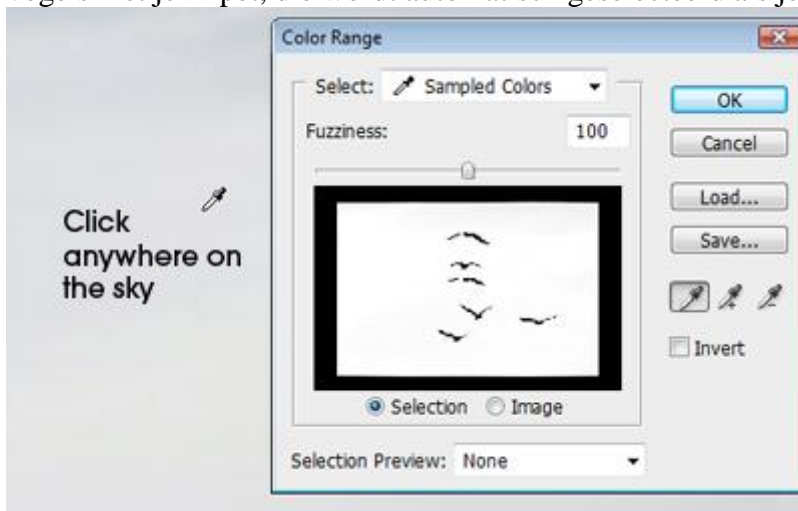 Color Range
Select: Sampled Colors
OK
Fuzziness: 100
Cancel
Load...
Click
anywhere on
the sky
Save...
Invert
Selection Image
Selection Preview: None